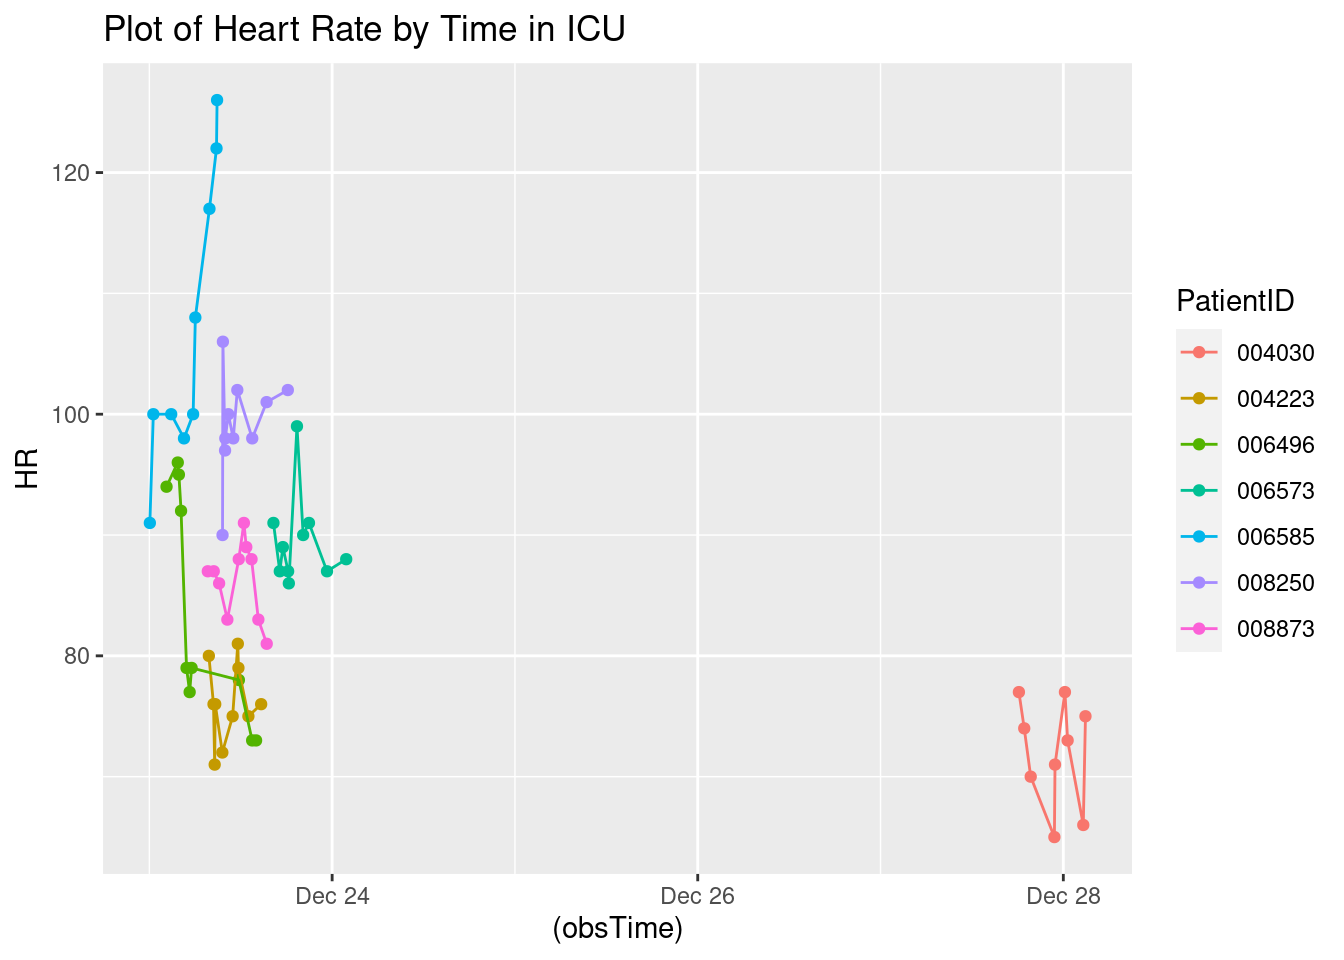 Plot of Heart Rate by Time in ICU
120
100
80
HR
Dec 24
Dec 26
Dec 28
(obsTime)
PatientID
004030
004223
006496
006573
006585
008250
008873